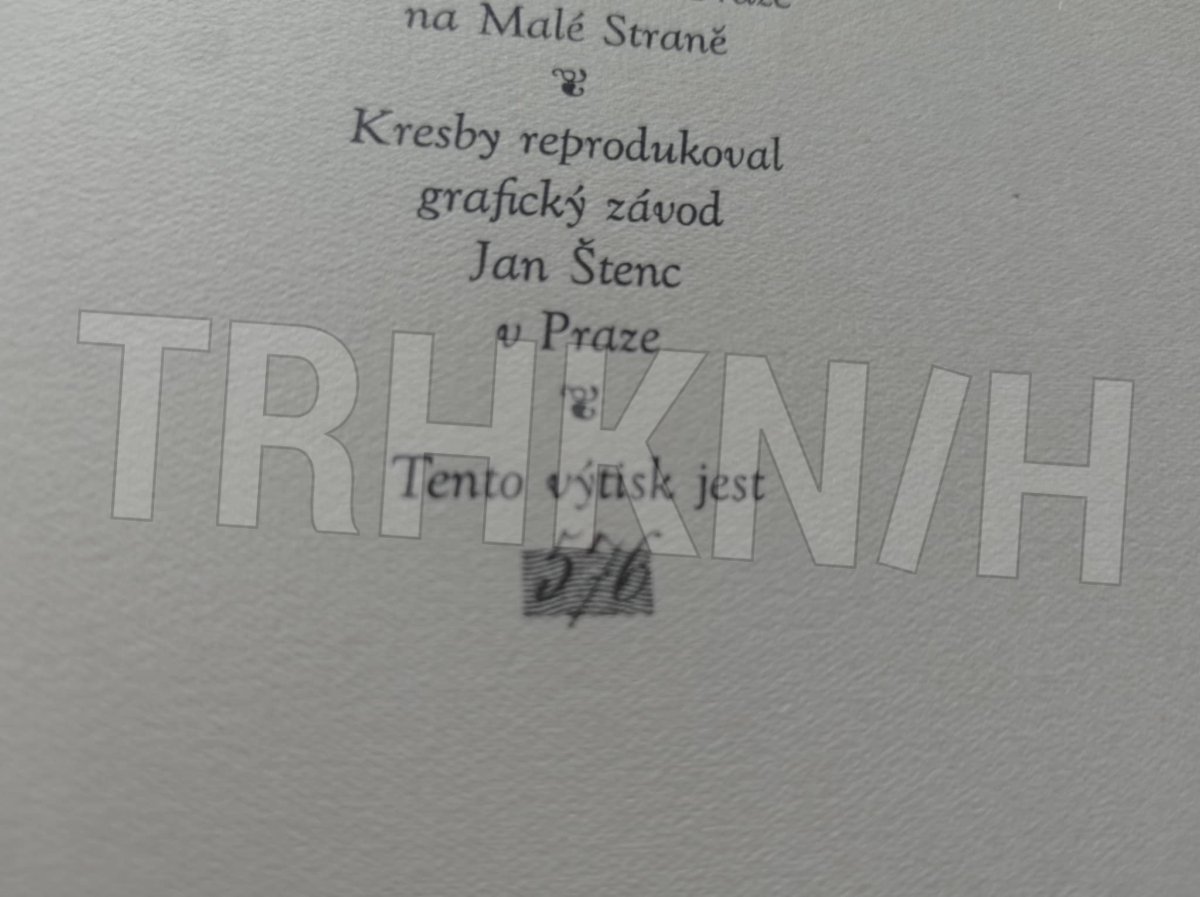 na Malé Straně
Kresby reprodukoval
grafický závod
Jan Štenc
v Praze
TRHKNIH
Tento výtisk jest
576